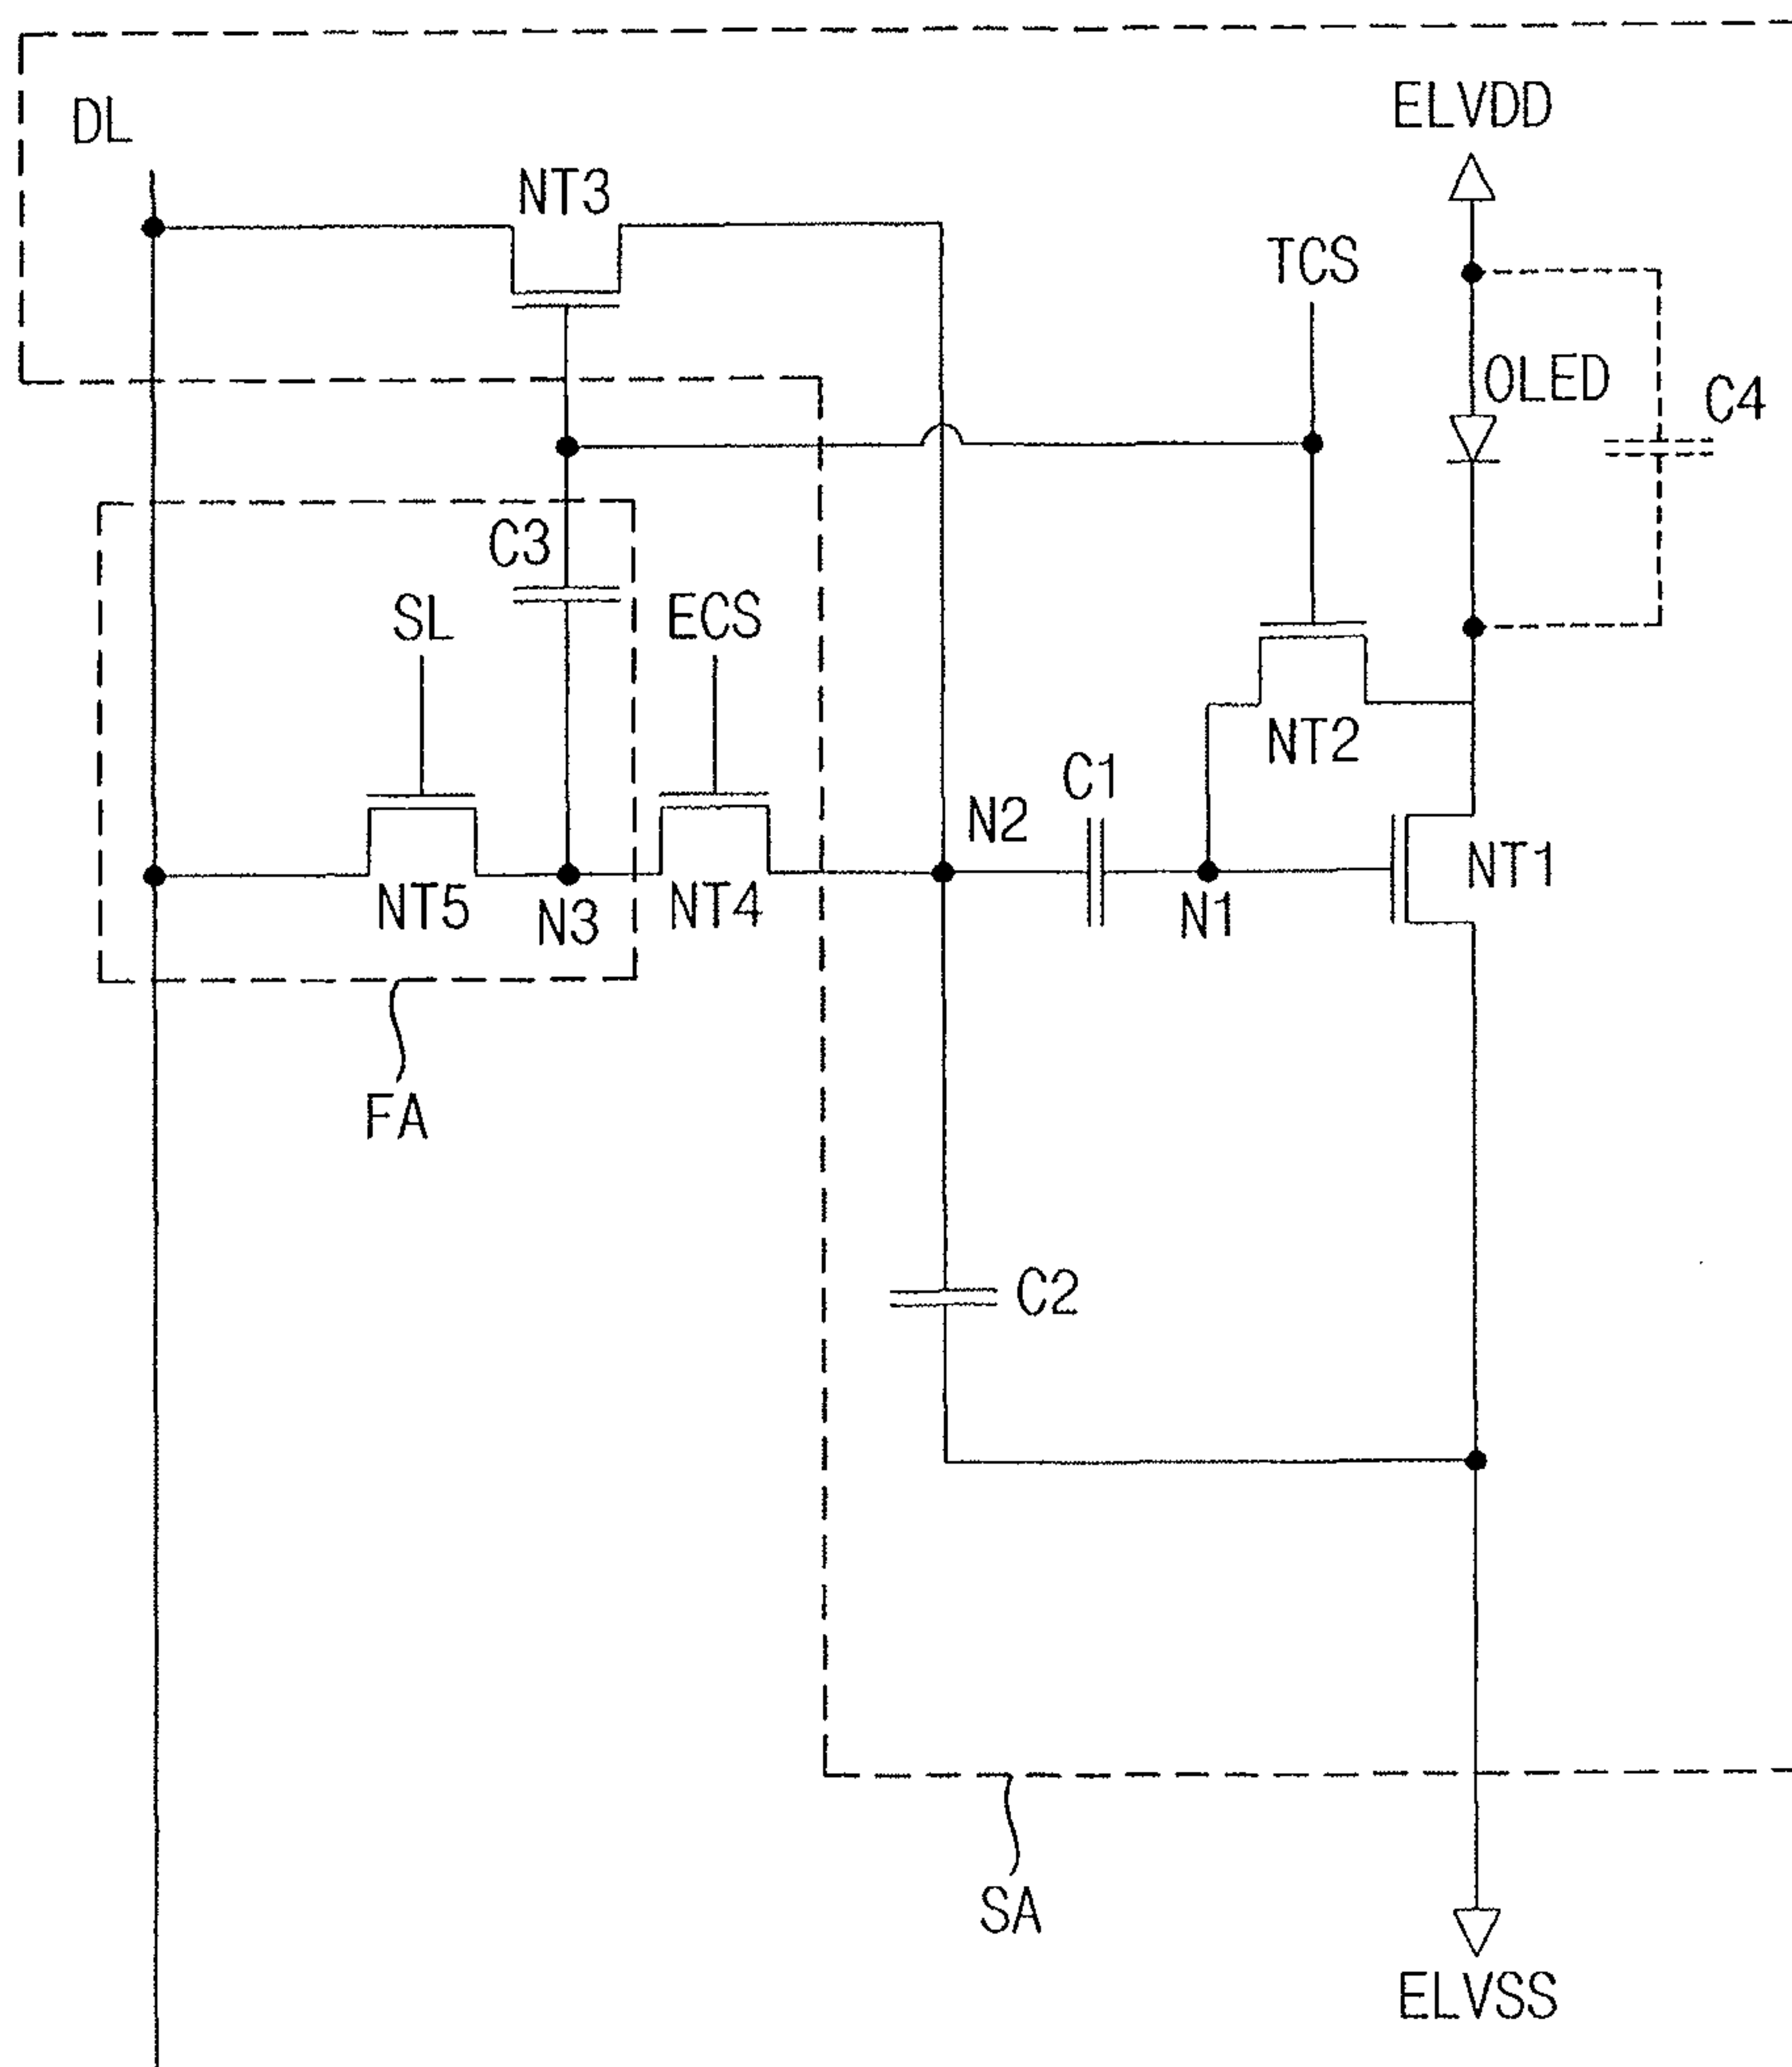 DL
ELVDD
NT3
TCS
OLED
C4
C3
SL
ECS
NT2
C1
N2
NT1
NT5
N3
NT4
N1
FA
C2
SA
ELVSS